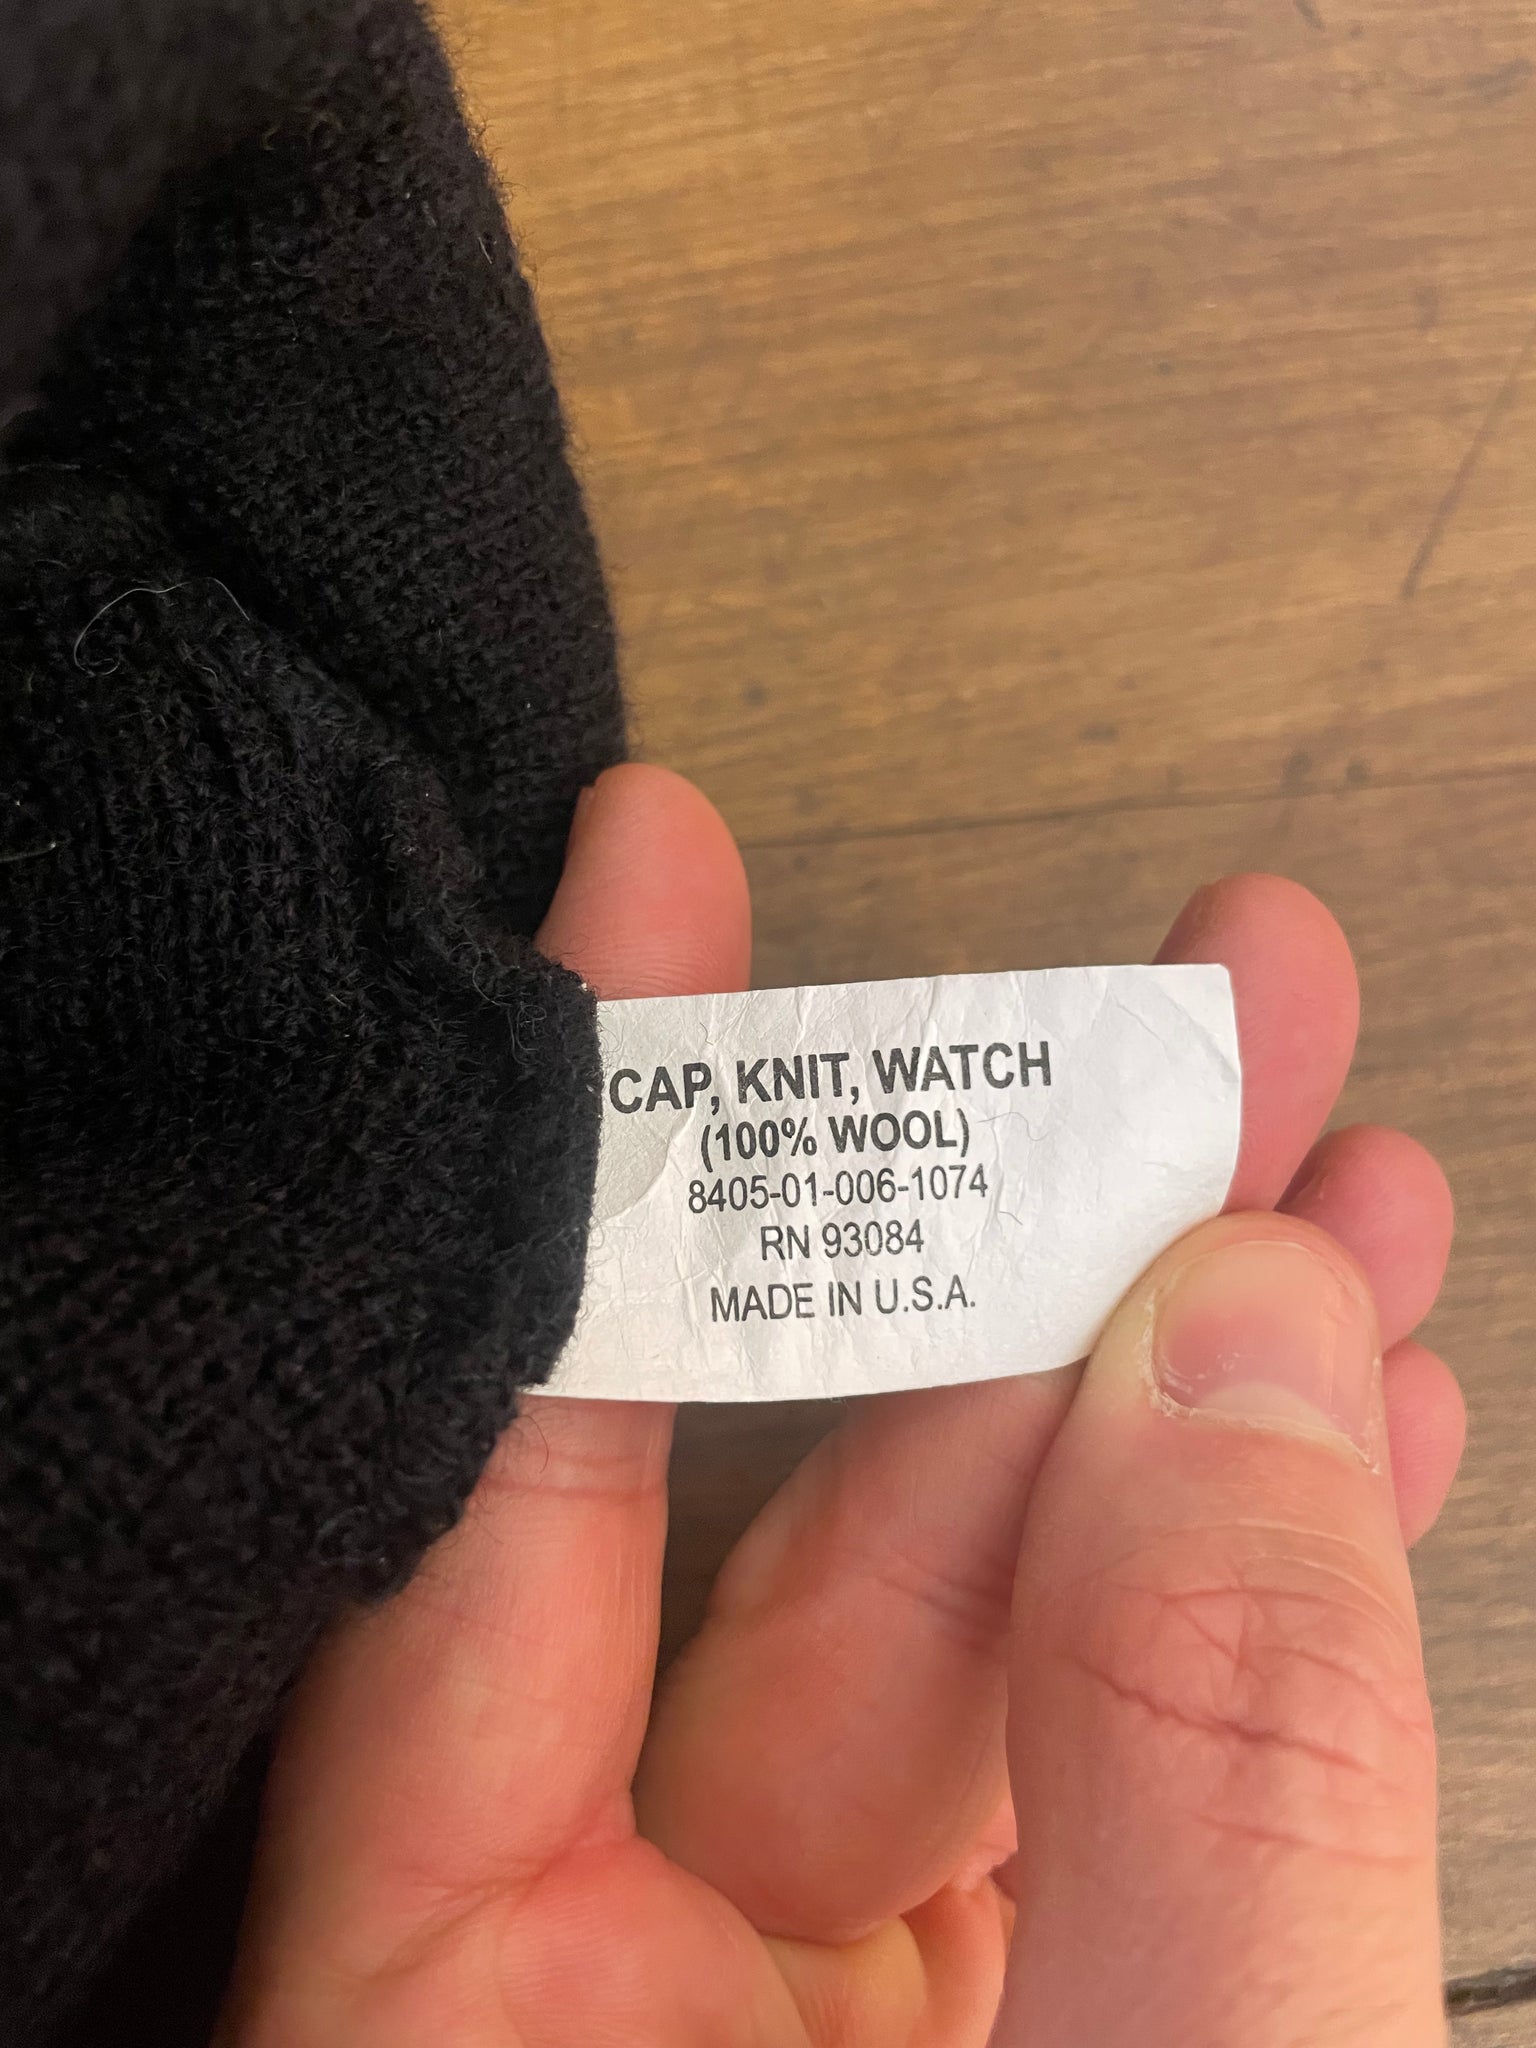 CAP, KNIT, WATCH
(100% WOOL)
8405-01-006-1074
RN 93084
MADE IN U.S.A.